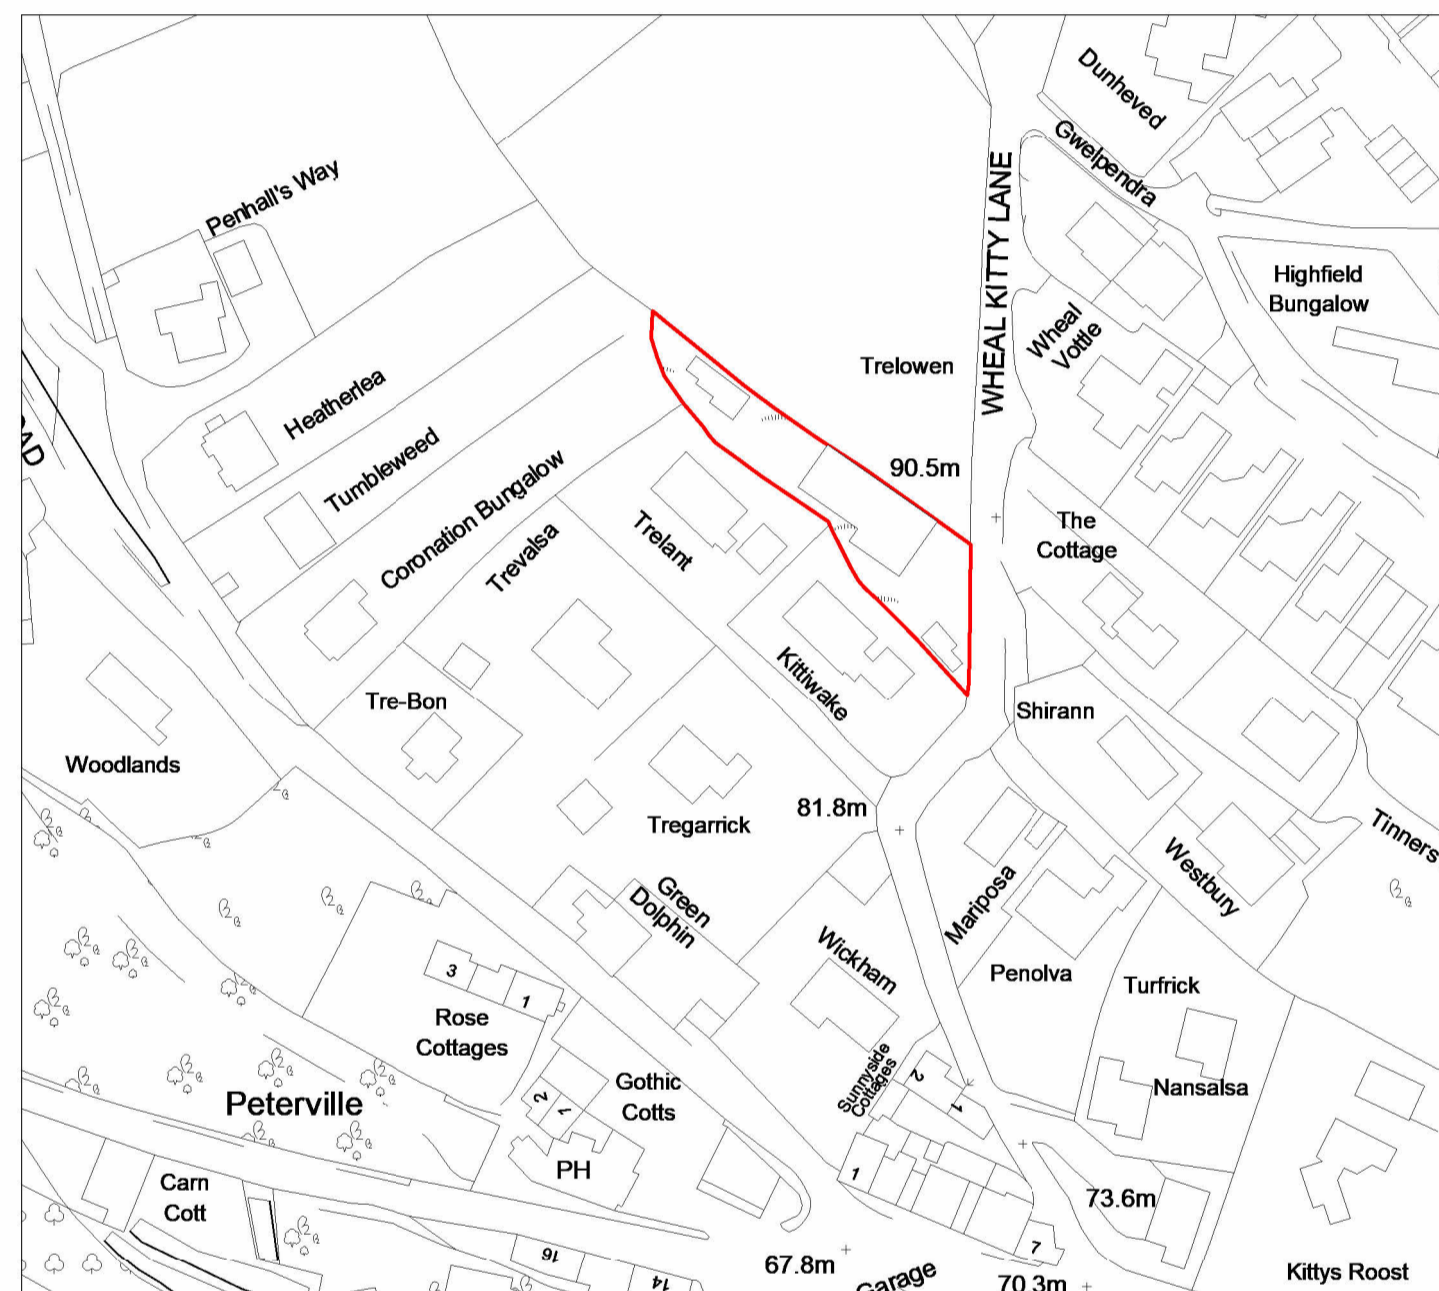 Dunheved
Gwelpendra
Penhall's Way
WHEAL KITTY LANE
Highfield
Bungalow
Wheal
Vottle
Trelowen
Heatherlea
Tumbleweed
90.5m
Coronation Bungalow
Trevalsa
Trelant
The
Cottage
Kittiwake
Tre-Bon
Shirann
Woodlands
81.8m
Tregarrick
Tinners
Westbury
Mariposa
Green
Dolphin
Wickham
Penolva
Turfrick
3
1
Rose
Cottages
Sunnyside
Cottages
2
1
Gothic
Cotts
2
1
Nansalsa
Peterville
PH
1
Carn
Cott
73.6m
7
67.8m
16
14
Garage
70.3m
Kittys Roost